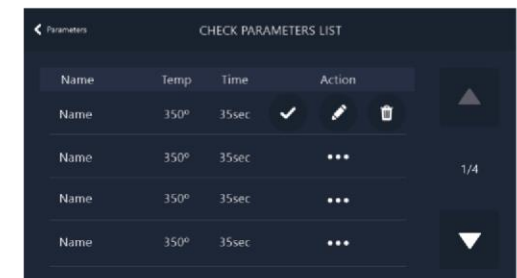 Parameters
CHECK PARAMETERS LIST
Name Temp Time Action
Name 350º 35sec
Name 350º 35sec •••
1/4
Name 350º 35sec •••
Name 350º 35sec •••